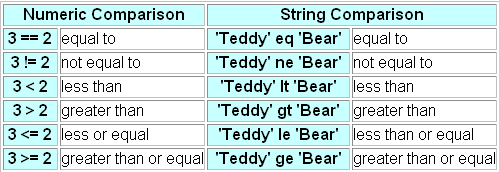 Numeric Comparison String Comparison
3 == 2 equal to 'Teddy' eq 'Bear' equal to
3 != 2 not equal to 'Teddy' ne 'Bear' not equal to
3 < 2 less than 'Teddy' lt 'Bear' less than
3 > 2 greater than 'Teddy' gt 'Bear' greater than
3 <= 2 less or equal 'Teddy' le 'Bear' less than or equal
3 >= 2 greater than or equal 'Teddy' ge 'Bear' greater than or equal